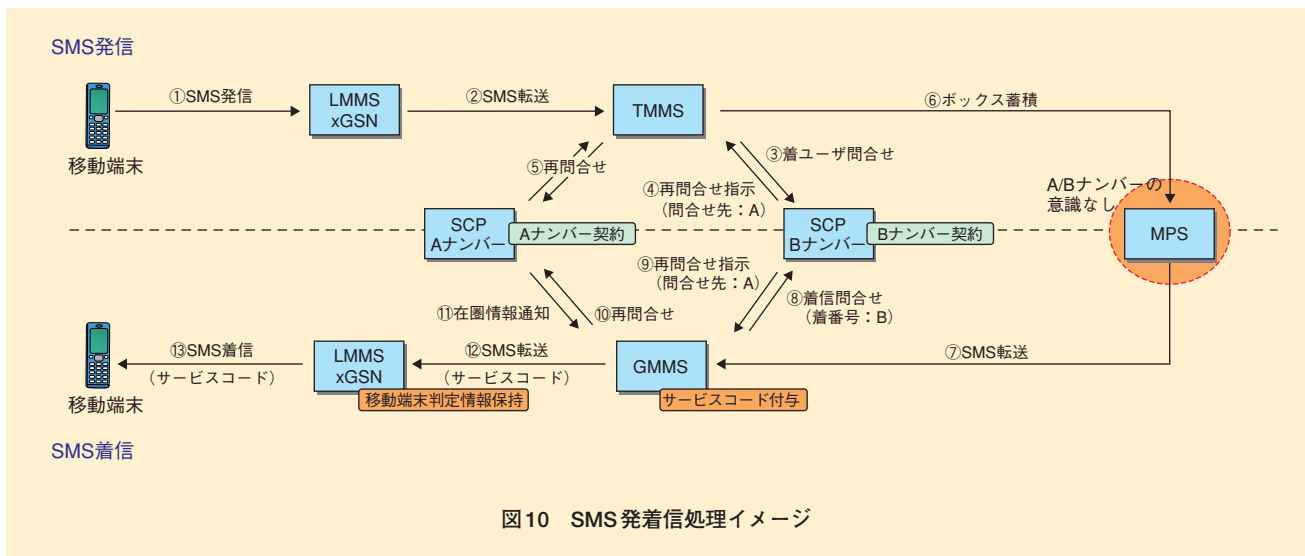 SMS発信
①SMS発信
LMMS
xGSN
②SMS転送
TMMS
⑥ボックス蓄積
移動端末
⑤再問合せ
③着ユーザ問合せ
④再問合せ指示
（問合せ先：A）
A/Bナンバーの
意識なし
SCP
Aナンバー
Aナンバー契約
SCP
Bナンバー
Bナンバー契約
MPS
⑨再問合せ指示
（問合せ先：A）
⑧着信問合せ
（着番号：B）
⑪在圏情報通知
⑩再問合せ
⑬SMS着信
（サービスコード）
LMMS
xGSN
⑫SMS転送
（サービスコード）
GMMS
⑦SMS転送
移動端末
移動端末判定情報保持
サービスコード付与
SMS着信
図10　SMS発着信処理イメージ